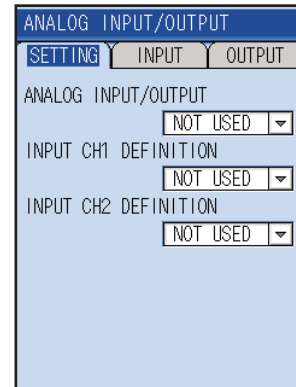 ANALOG INPUT/OUTPUT
SETTING INPUT OUTPUT
ANALOG INPUT/OUTPUT
NOT USED
INPUT CH1 DEFINITION
NOT USED
INPUT CH2 DEFINITION
NOT USED